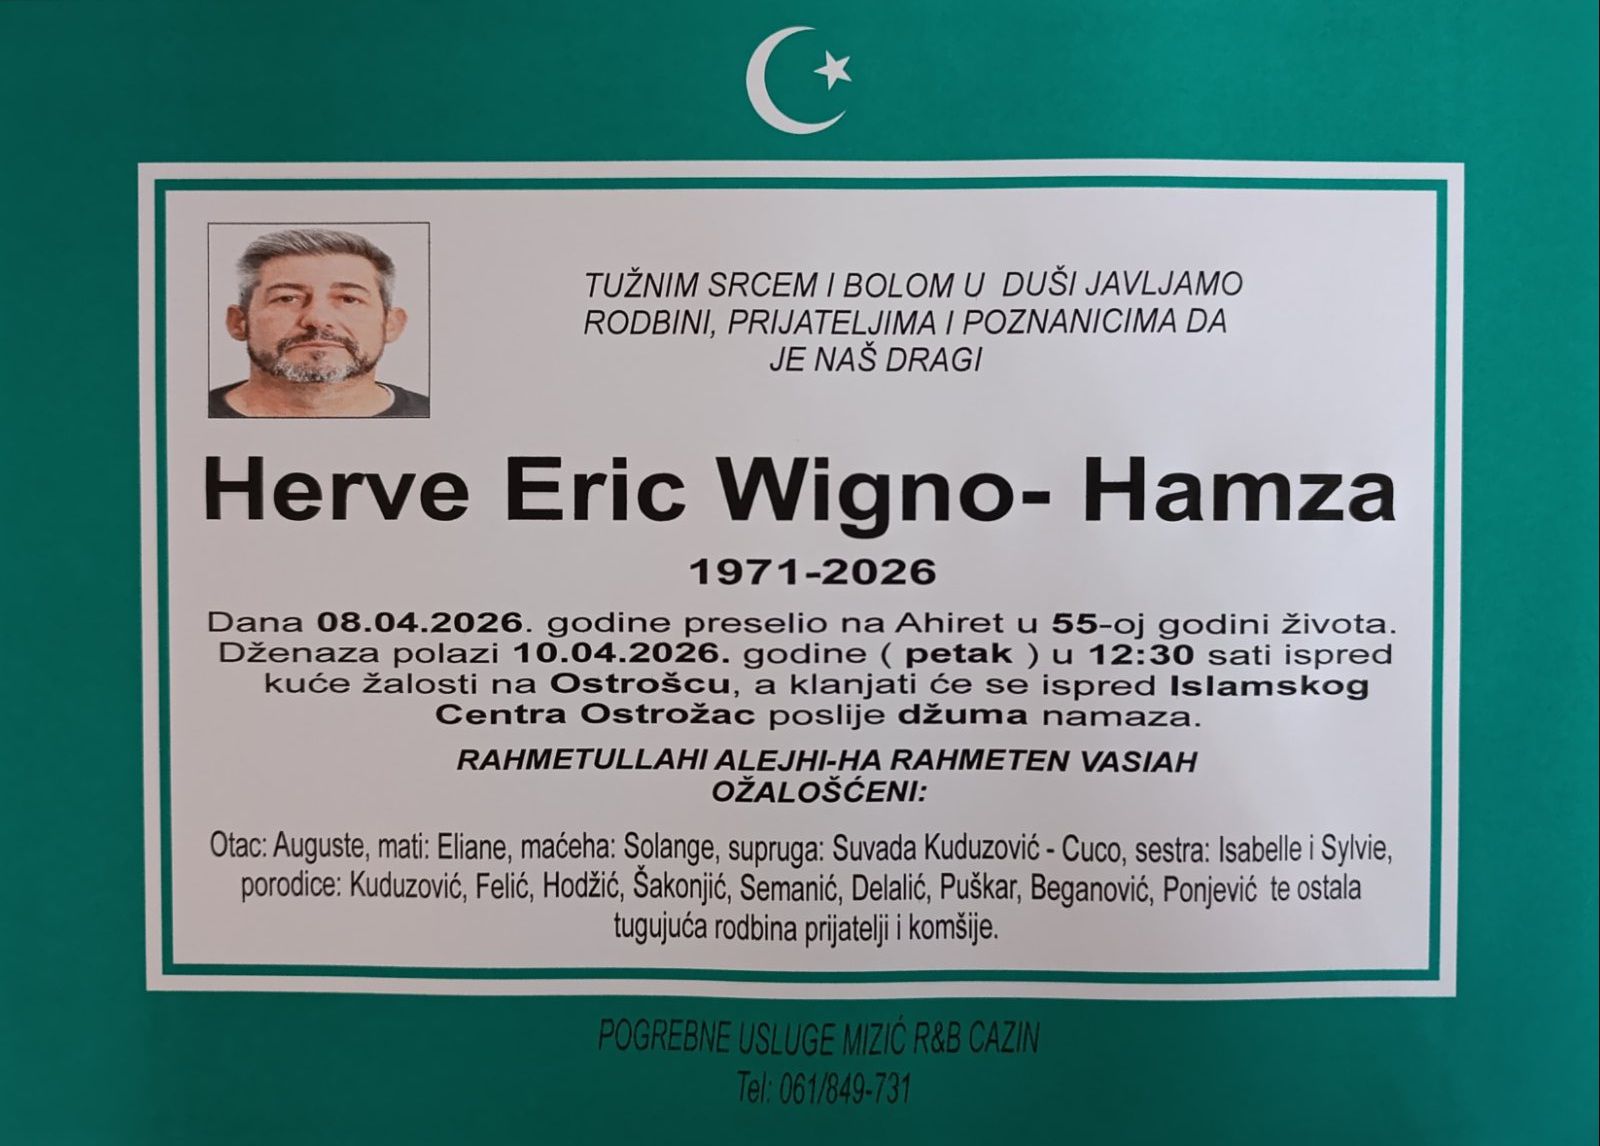 TUŽNIM SRCEM I BOLOM U DUŠI JAVLJAMO
RODBINI, PRIJATELJIMA I POZNANICIMA DA
JE NAŠ DRAGI
Herve Eric Wigno- Hamza
1971-2026
Dana 08.04.2026. godine preselio na Ahiret u 55-oj godini života.
Dženaza polazi 10.04.2026. godine ( petak ) u 12:30 sati ispred
kuće žalosti na Ostrošcu, a klanjati će se ispred Islamskog
Centra Ostrožac poslije džuma namaza.
RAHMETULLAHI ALEJHI-HA RAHMETEN VASIAH
OŽALOŠĆENI:
Otac: Auguste, mati: Eliane, maćeha: Solange, supruga: Suvada Kuduzović - Cuco, sestra: Isabelle i Sylvie,
porodice: Kuduzović, Felić, Hodžić, Šakonjić, Semanić, Delalić, Puškar, Beganović, Ponjević te ostala
tugujuća rodbina prijatelji i komšije.
POGREBNE USLUGE MIZIĆ R&B CAZIN
Tel: 061/849-731